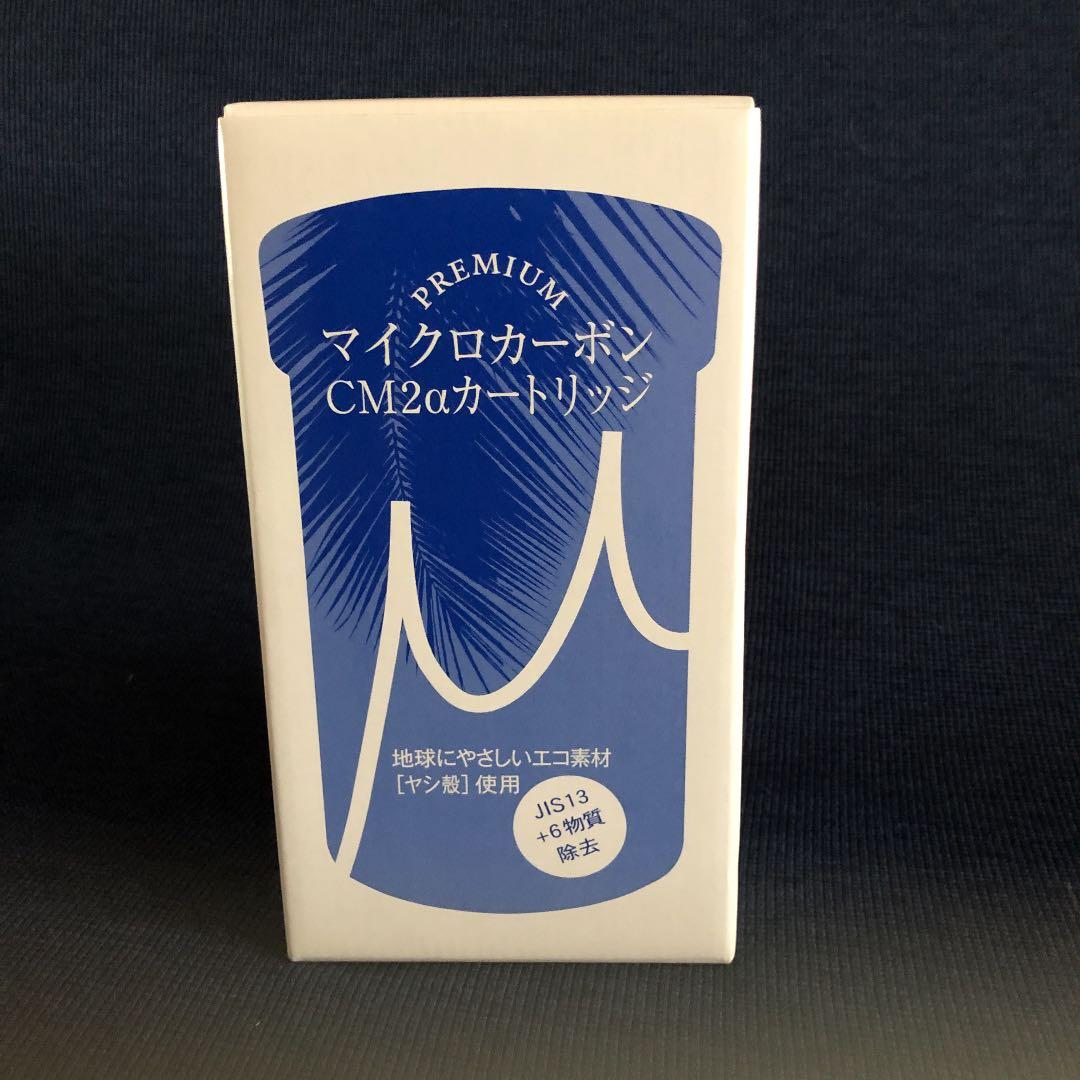 PREMIUM
マイクロカーボン
CM2αカートリッジ
μ
地球にやさしいエコ素材
[ヤシ殻]使用
JIS13
+6物質
除去